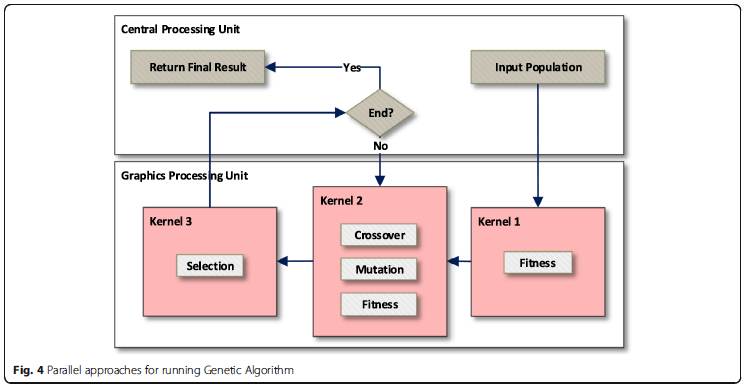 Central Processing Unit
Return Final Result
Yes
Input Population
End?
No
Graphics Processing Unit
Kernel 3
Selection
Kernel 2
Crossover
Mutation
Fitness
Kernel 1
Fitness
Fig. 4 Parallel approaches for running Genetic Algorithm